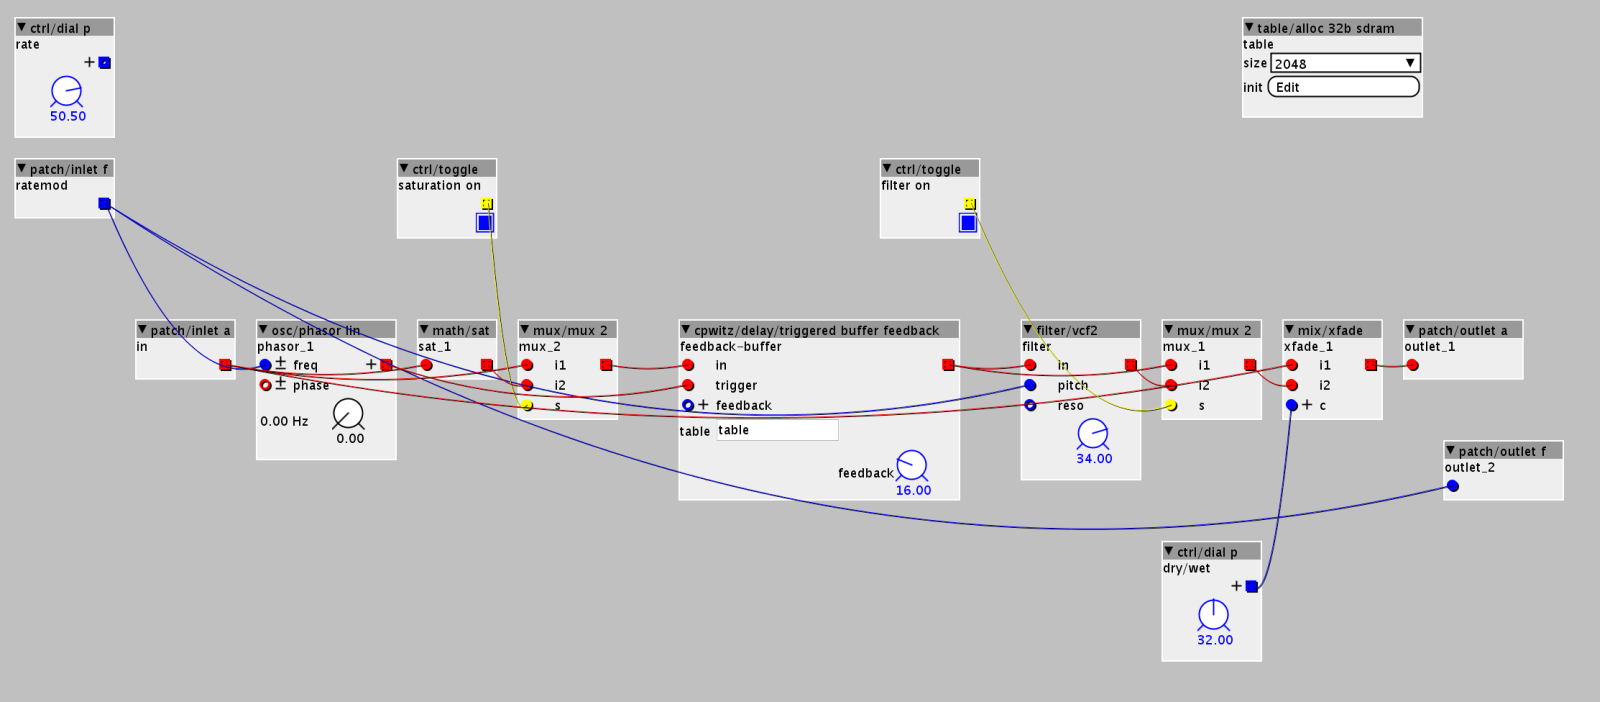 ctrl/dial p
rate
+
50.50
table/alloc 32b sdram
table
size 2048
init Edit
patch/inlet f
ratemod
ctrl/toggle
saturation on
ctrl/toggle
filter on
patch/inlet a
in
osc/phasor lin
phasor_1
± freq +
± phase
0.00 Hz
0.00
math/sat
sat_1
mux/mux 2
mux_2
i1
i2
s
cpwitz/delay/triggered buffer feedback
feedback-buffer
in
trigger
+ feedback
table table
feedback
16.00
filter/vcf2
filter
in
pitch
reso
34.00
mux/mux 2
mux_1
i1
i2
s
mix/xfade
xfade_1
i1
i2
+ c
patch/outlet a
outlet_1
patch/outlet f
outlet_2
ctrl/dial p
dry/wet
+
32.00